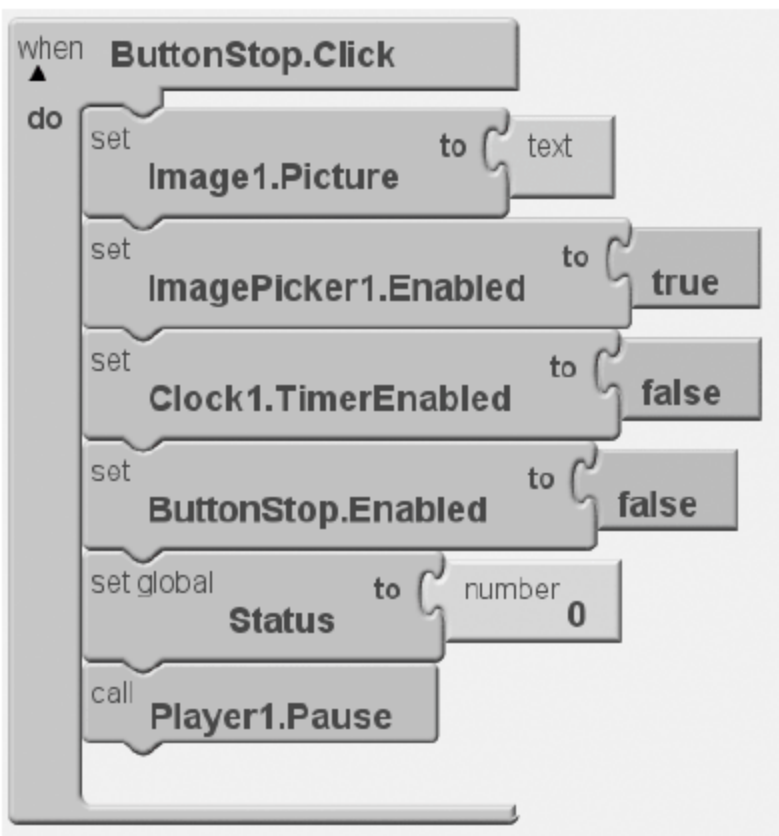 when ButtonStop.Click
do
set to text
Image1.Picture
set to
ImagePicker1.Enabled true
set to
Clock1.TimerEnabled false
set to
ButtonStop.Enabled false
set global to number
Status 0
call
Player1.Pause